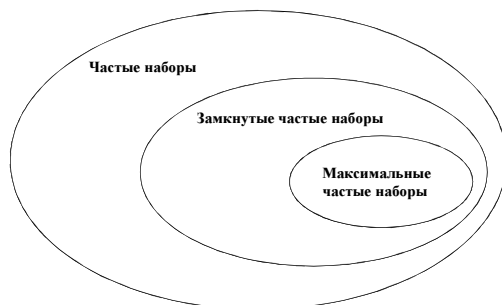 Частые наборы
Замкнутые частые наборы
Максимальные
частые наборы